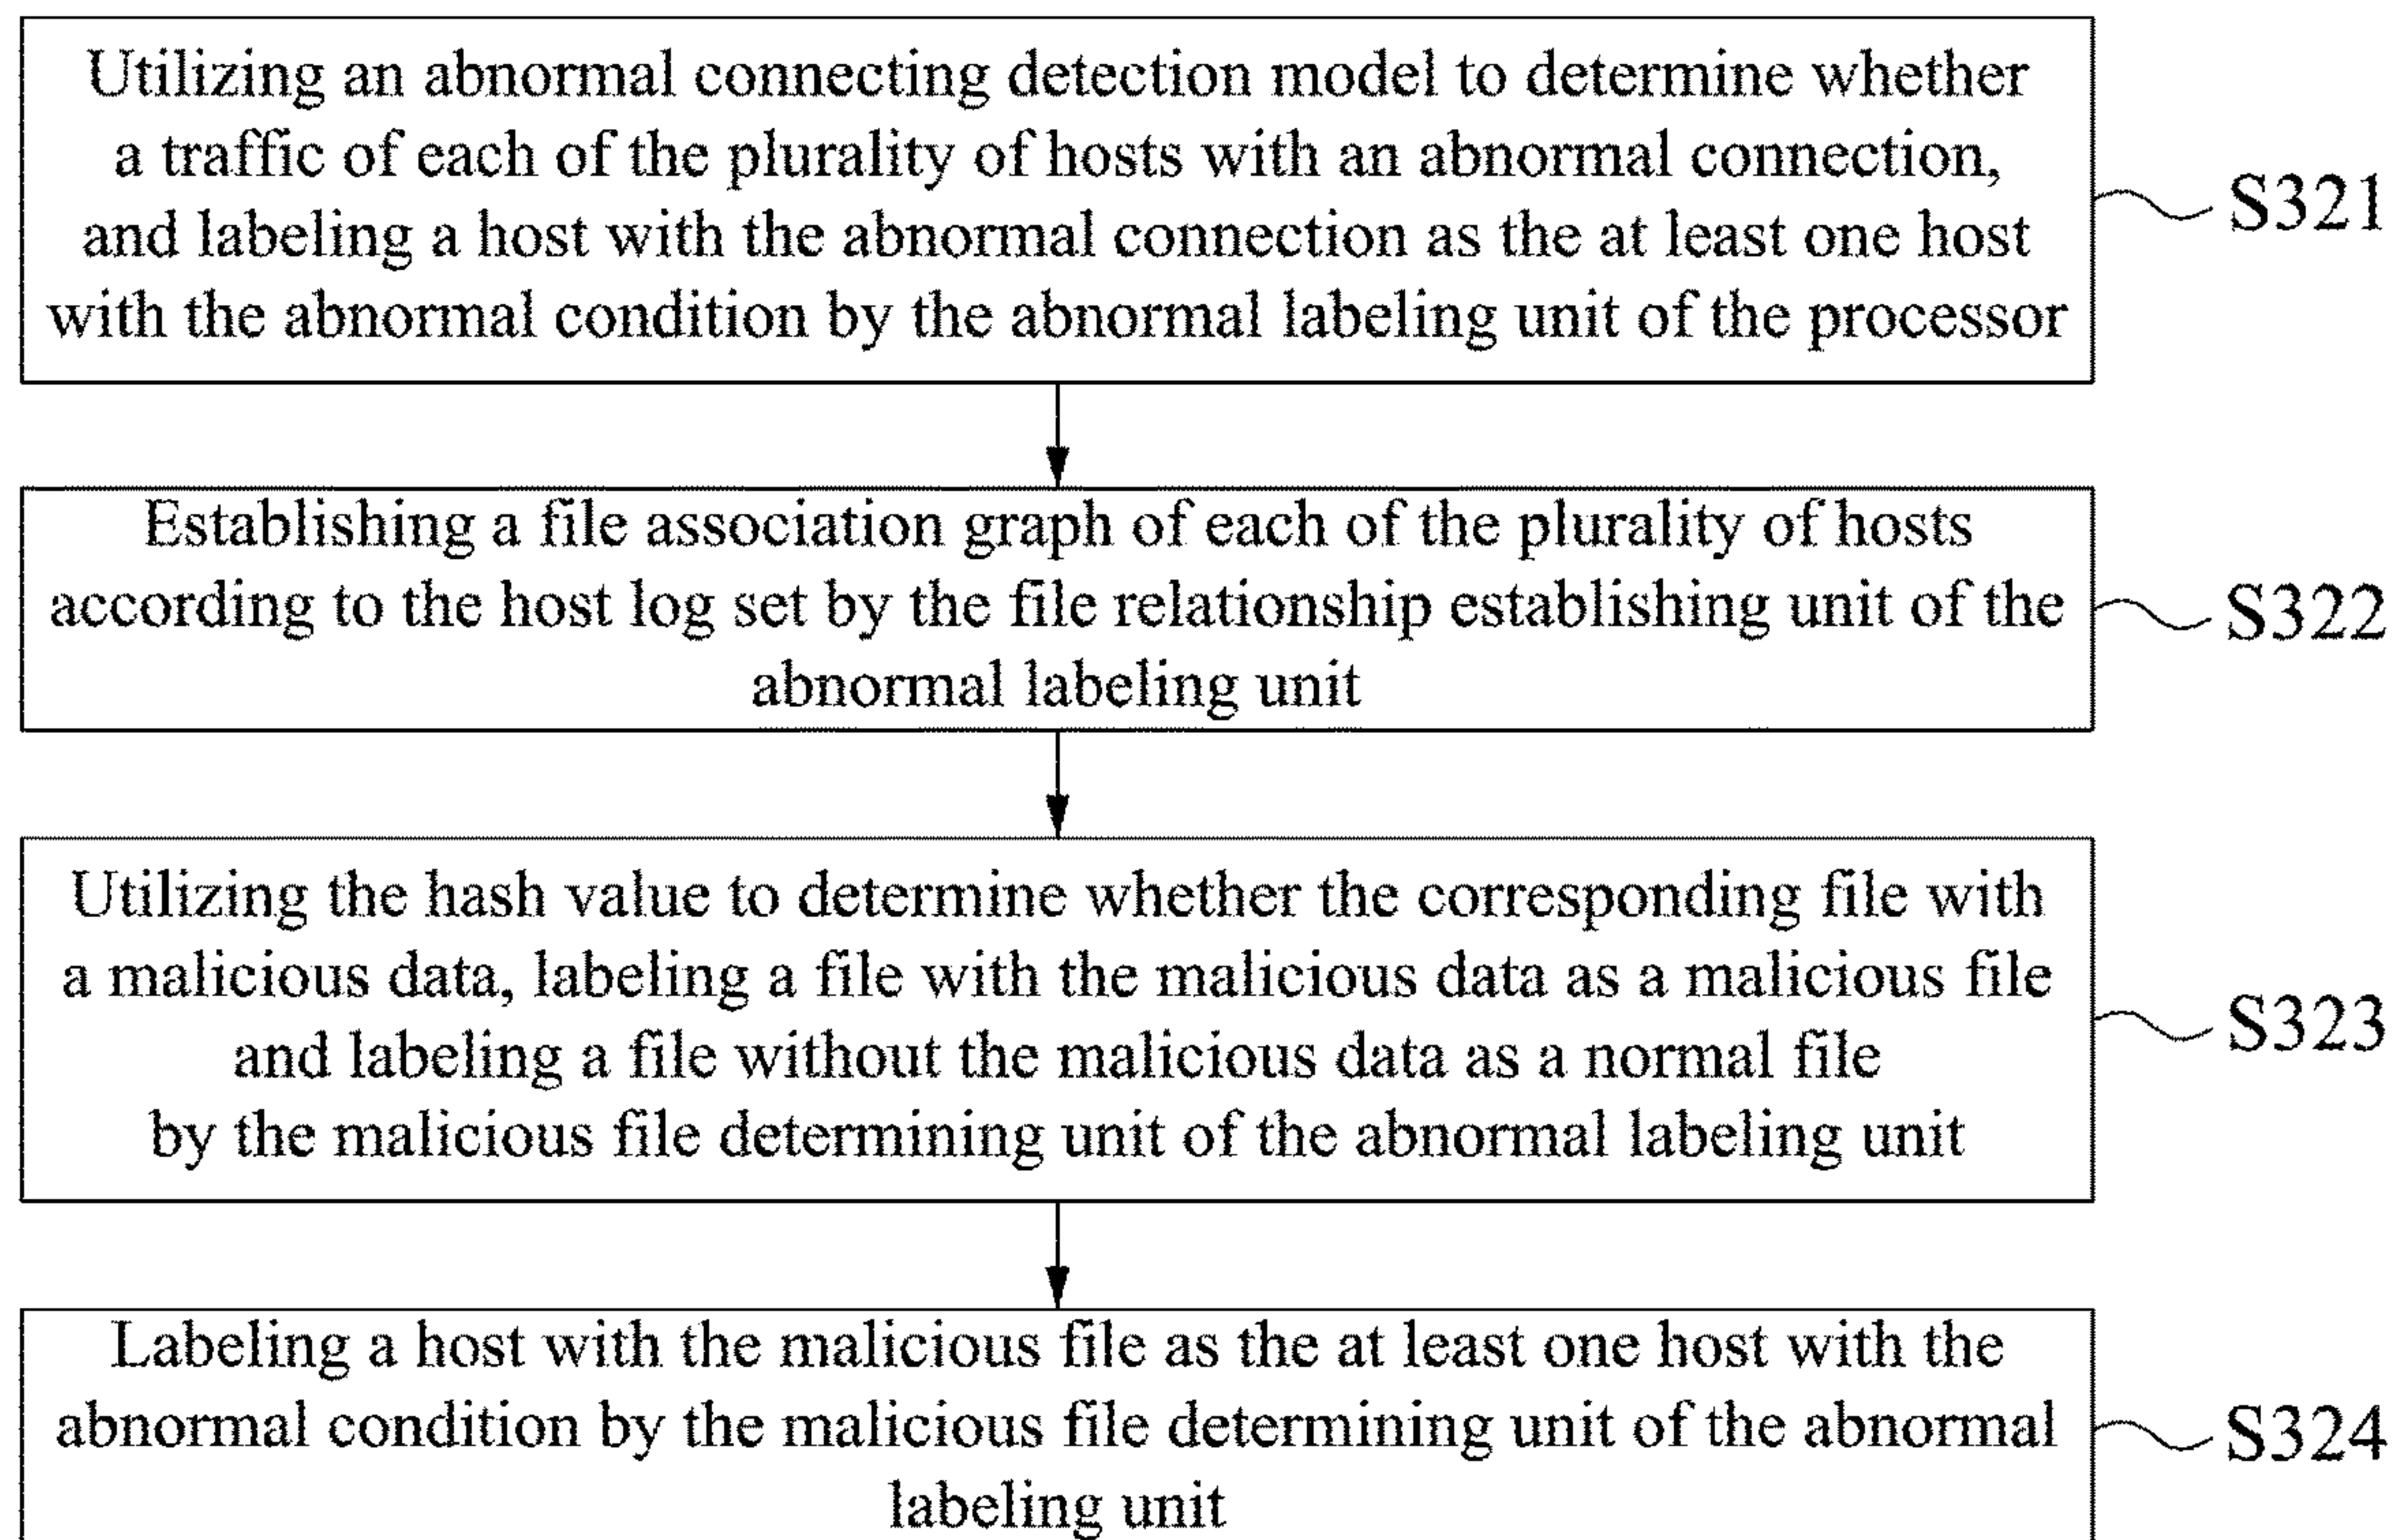 Utilizing an abnormal connecting detection model to determine whether
a traffic of each of the plurality of hosts with an abnormal connection,
and labeling a host with the abnormal connection as the at least one host
with the abnormal condition by the abnormal labeling unit of the processor
S321
Establishing a file association graph of each of the plurality of hosts
according to the host log set by the file relationship establishing unit of the
abnormal labeling unit
S322
Utilizing the hash value to determine whether the corresponding file with
a malicious data, labeling a file with the malicious data as a malicious file
and labeling a file without the malicious data as a normal file
by the malicious file determining unit of the abnormal labeling unit
S323
Labeling a host with the malicious file as the at least one host with the
abnormal condition by the malicious file determining unit of the abnormal
labeling unit
S324